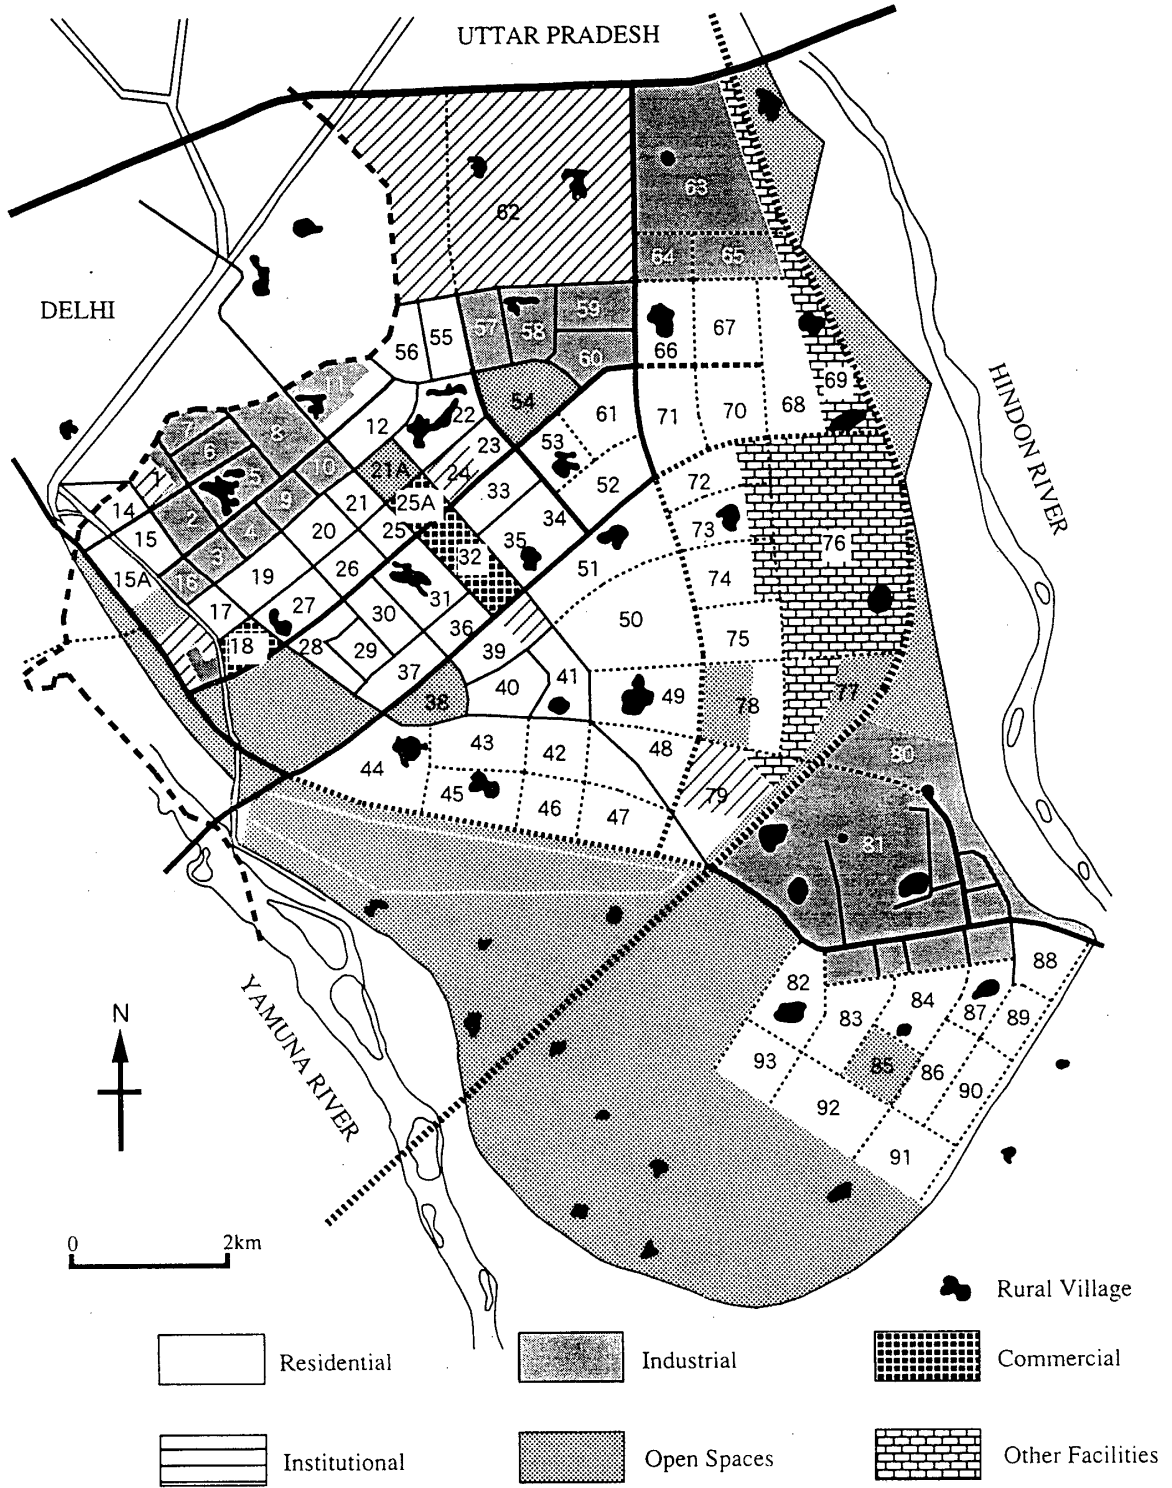 UTTAR PRADESH
63
62
64 65
DELHI
59
55 57 58 67
56 60 66
HINDON RIVER
11 69
54 68
22 61 71 70
7 8 12 53
6 23
1 5 10 21A 24 72
14 2 9 21 25A 33 52
15 4 20 25 34 73 76
3 32 35 51
15A 16 19 26 31 74
17 27 30 36 50 75
18 28 29 39
37 40 41 49 77
38 78
44 43 42 48 80
45 46 47 79
81
82 88
83 84 87 89
93 85 86 90
92
91
YAMUNA RIVER
N
0 2km
Rural Village
Residential Industrial Commercial
Institutional Open Spaces Other Facilities